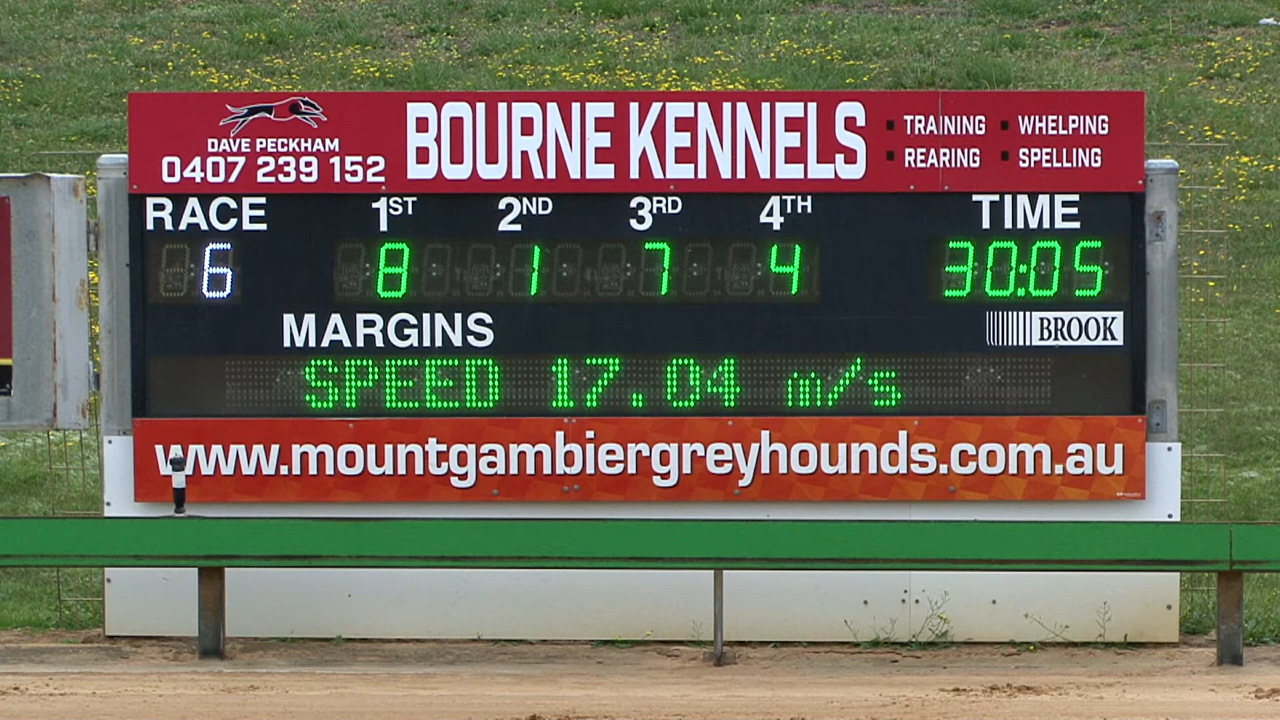 DAVE PECKHAM
0407 239 152
BOURNE KENNELS
TRAINING WHELPING
REARING SPELLING
RACE 1ST 2ND 3RD 4TH TIME
6 8 1 7 4 30:05
MARGINS
BROOK
SPEED 17.04 m/s
www.mountgambiergreyhounds.com.au